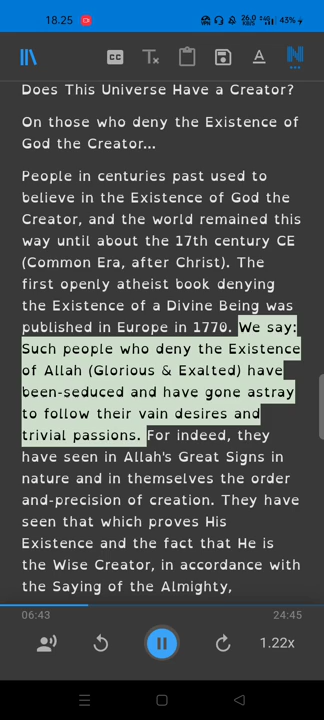 18.25
26.0
KB/S
43%
CC
T×
A
N
Does This Universe Have a Creator?
On those who deny the Existence of
God the Creator...
People in centuries past used to
believe in the Existence of God the
Creator, and the world remained this
way until about the 17th century CE
(Common Era, after Christ). The
first openly atheist book denying
the Existence of a Divine Being was
published in Europe in 1770. We say:
Such people who deny the Existence
of Allah (Glorious & Exalted) have
been-seduced and have gone astray
to follow their vain desires and
trivial passions. For indeed, they
have seen in Allah's Great Signs in
nature and in themselves the order
and-precision of creation. They have
seen that which proves His
Existence and the fact that He is
the Wise Creator, in accordance with
the Saying of the Almighty,
06:43
24:45
1.22x